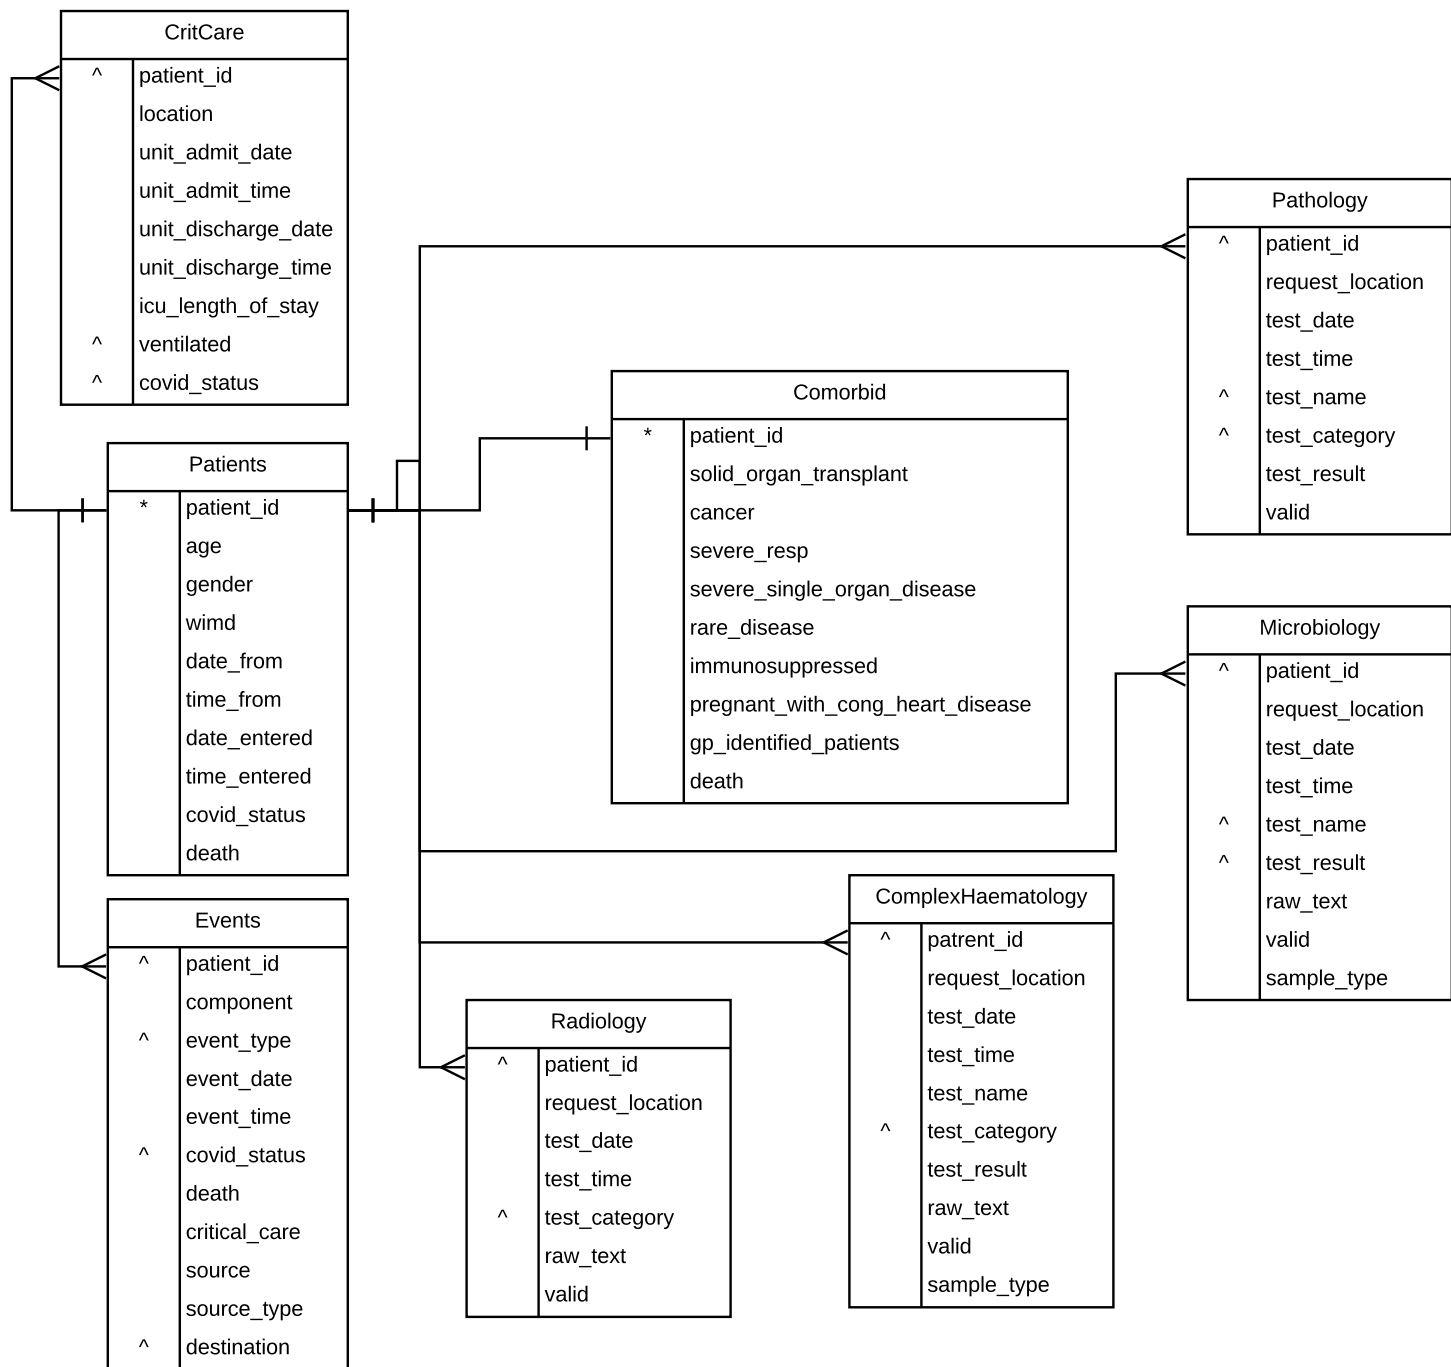 CritCare
^ patient_id
location
unit_admit_date
unit_admit_time
unit_discharge_date
unit_discharge_time
icu_length_of_stay
^ ventilated
^ covid_status
Patients
* patient_id
age
gender
wimd
date_from
time_from
date_entered
time_entered
covid_status
death
Events
^ patient_id
component
^ event_type
event_date
event_time
^ covid_status
death
critical_care
source
source_type
^ destination
Comorbid
* patient_id
solid_organ_transplant
cancer
severe_resp
severe_single_organ_disease
rare_disease
immunosuppressed
pregnant_with_cong_heart_disease
gp_identified_patients
death
Radiology
^ patient_id
request_location
test_date
test_time
^ test_category
raw_text
valid
ComplexHaematology
^ patrent_id
request_location
test_date
test_time
test_name
^ test_category
test_result
raw_text
valid
sample_type
Pathology
^ patient_id
request_location
test_date
test_time
^ test_name
^ test_category
test_result
valid
Microbiology
^ patient_id
request_location
test_date
test_time
^ test_name
^ test_result
raw_text
valid
sample_type